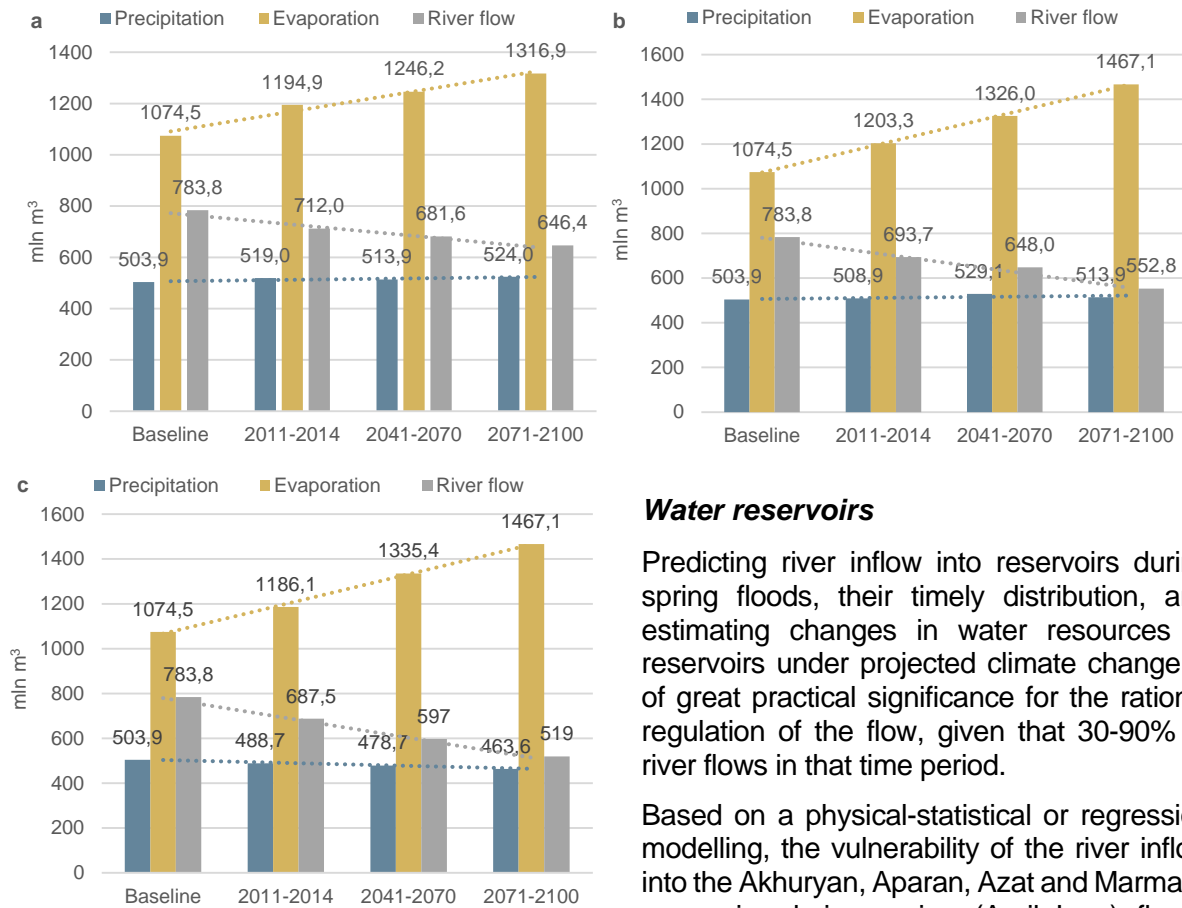 a
Precipitation Evaporation River flow
1400
1200
1000
800
600
400
200
0
mln m³
1074,5 1194,9 1246,2 1316,9
783,8 712,0 681,6 646,4
503,9 519,0 513,9 524,0
Baseline 2011-2014 2041-2070 2071-2100
b
Precipitation Evaporation River flow
1600
1400
1200
1000
800
600
400
200
0
mln m³
1074,5 1203,3 1326,0 1467,1
783,8 693,7 648,0 552,8
503,9 508,9 529,1 513,9
Baseline 2011-2014 2041-2070 2071-2100
c
Precipitation Evaporation River flow
1600
1400
1200
1000
800
600
400
200
0
mln m³
1074,5 1186,1 1335,4 1467,1
783,8 687,5 597 519
503,9 488,7 478,7 463,6
Baseline 2011-2014 2041-2070 2071-2100
Water reservoirs
Predicting river inflow into reservoirs duri
spring floods, their timely distribution, a
estimating changes in water resources
reservoirs under projected climate change
of great practical significance for the ration
regulation of the flow, given that 30-90%
river flows in that time period.
Based on a physical-statistical or regressi
modelling, the vulnerability of the river inflo
into the Akhuryan, Aparan, Azat and Marma